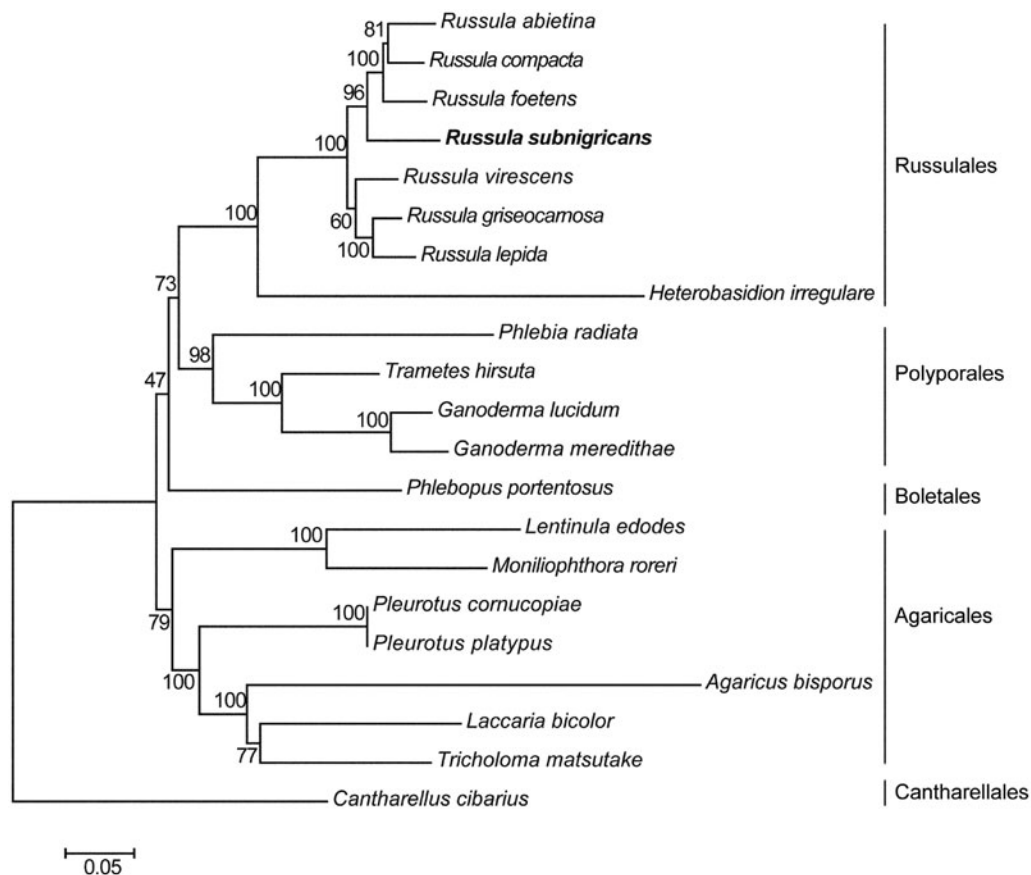 Russula abietina
81
Russula compacta
100
Russula foetens
96
Russula subnigricans
100
Russula virescens
Russula griseocamosa
60
100
Russula lepida
100
Heterobasidion irregulare
Russulales
73
Phlebia radiata
98
Trametes hirsuta
100
Ganoderma lucidum
100
Ganoderma meredithae
Polyporales
47
Phlebopus portentosus
Boletales
Lentinula edodes
100
Moniliophthora roreri
79
Pleurotus cornucopiae
100
Pleurotus platypus
100
Agaricus bisporus
100
Laccaria bicolor
77
Tricholoma matsutake
Agaricales
Cantharellus cibarius
Cantharellales
0.05